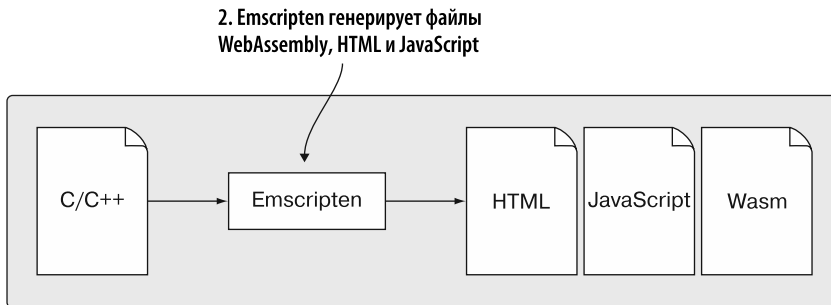 2. Emscripten генерирует файлы
WebAssembly, HTML и JavaScript
C/C++
Emscripten
HTML
JavaScript
Wasm